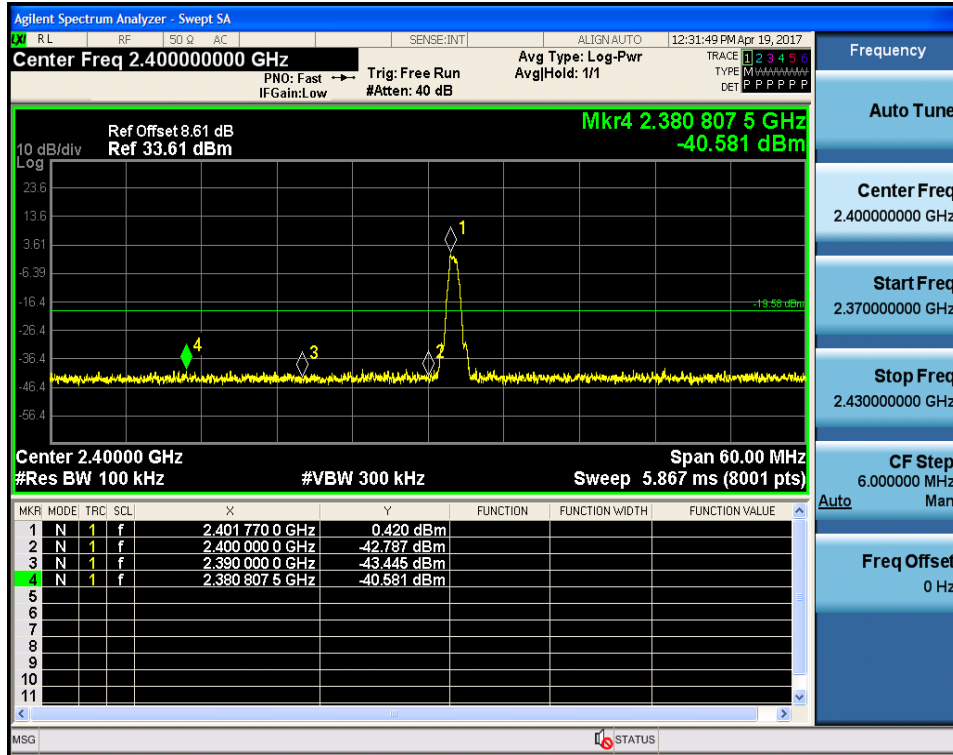 Agilent Spectrum Analyzer - Swept SA
LXI RL RF 50 Ω AC SENSE:INT ALIGN AUTO 12:31:49 PM Apr 19, 2017
Center Freq 2.400000000 GHz
PNO: Fast
IFGain:Low
Trig: Free Run
#Atten: 40 dB
Avg Type: Log-Pwr
Avg|Hold: 1/1
TRACE 1 2 3 4 5 6
TYPE M
DET P P P P P P
Mkr4 2.380 807 5 GHz
-40.581 dBm
Ref Offset 8.61 dB
10 dB/div Ref 33.61 dBm
Log
23.6
13.6
3.61
-6.39
-16.4
-26.4
-36.4
-46.4
-56.4
1
-19.58 dBm
4
3
2
Center 2.40000 GHz Span 60.00 MHz
#Res BW 100 kHz #VBW 300 kHz Sweep 5.867 ms (8001 pts)
MKR MODE TRC SCL X Y FUNCTION FUNCTION WIDTH FUNCTION VALUE
1 N 1 f 2.401 770 0 GHz 0.420 dBm
2 N 1 f 2.400 000 0 GHz -42.787 dBm
3 N 1 f 2.390 000 0 GHz -43.445 dBm
4 N 1 f 2.380 807 5 GHz -40.581 dBm
5
6
7
8
9
10
11
MSG STATUS
Frequency
Auto Tune
Center Freq
2.400000000 GHz
Start Freq
2.370000000 GHz
Stop Freq
2.430000000 GHz
CF Step
6.000000 MHz
Auto Man
Freq Offset
0 Hz